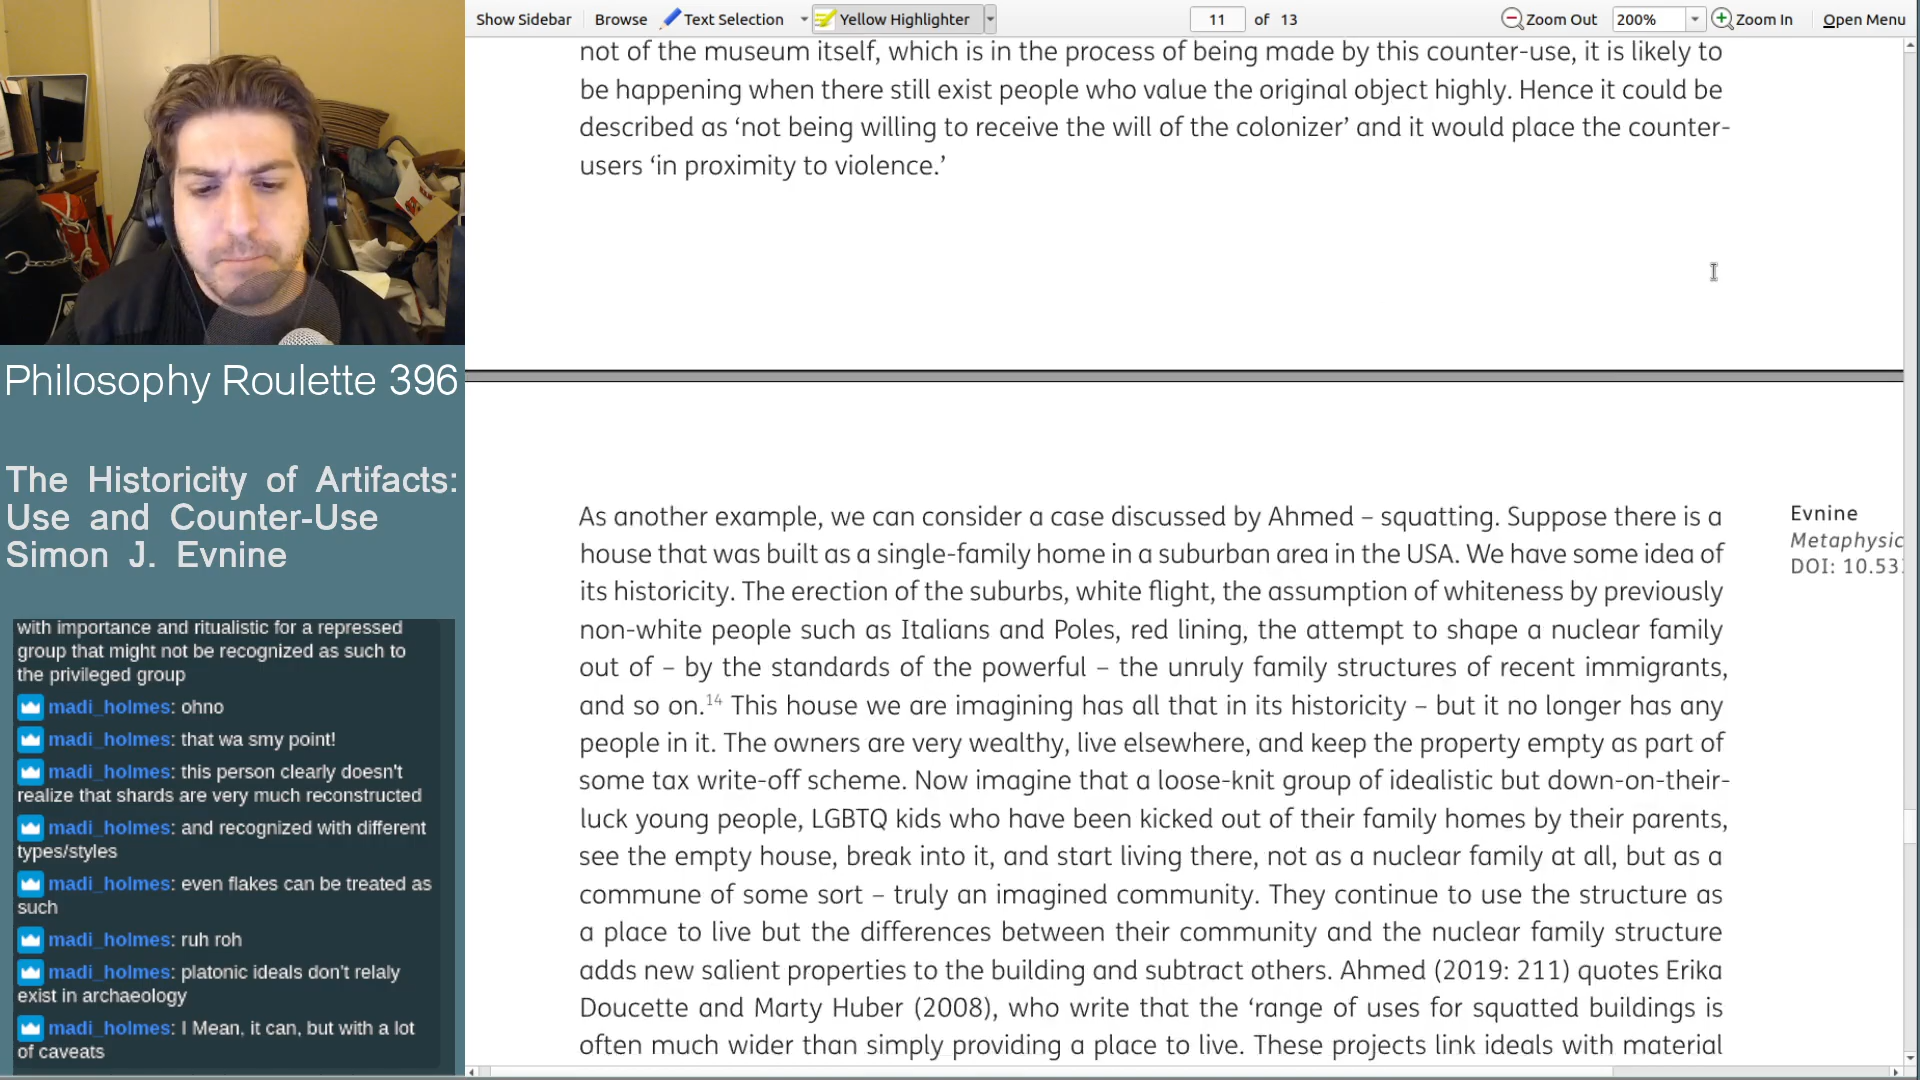 Show Sidebar Browse Text Selection Yellow Highlighter 11 of 13 Zoom Out 200% Zoom In Open Menu
not of the museum itself, which is in the process of being made by this counter-use, it is likely to
be happening when there still exist people who value the original object highly. Hence it could be
described as ‘not being willing to receive the will of the colonizer’ and it would place the counter-
users ‘in proximity to violence.’
Philosophy Roulette 396
The Historicity of Artifacts:
Use and Counter-Use
Simon J. Evnine
with importance and ritualistic for a repressed
group that might not be recognized as such to
the privileged group
madi_holmes: ohno
madi_holmes: that wa smy point!
madi_holmes: this person clearly doesn't
realize that shards are very much reconstructed
madi_holmes: and recognized with different
types/styles
madi_holmes: even flakes can be treated as
such
madi_holmes: ruh roh
madi_holmes: platonic ideals don't relaly
exist in archaeology
madi_holmes: I Mean, it can, but with a lot
of caveats
As another example, we can consider a case discussed by Ahmed – squatting. Suppose there is a
house that was built as a single-family home in a suburban area in the USA. We have some idea of
its historicity. The erection of the suburbs, white flight, the assumption of whiteness by previously
non-white people such as Italians and Poles, red lining, the attempt to shape a nuclear family
out of – by the standards of the powerful – the unruly family structures of recent immigrants,
and so on.14 This house we are imagining has all that in its historicity – but it no longer has any
people in it. The owners are very wealthy, live elsewhere, and keep the property empty as part of
some tax write-off scheme. Now imagine that a loose-knit group of idealistic but down-on-their-
luck young people, LGBTQ kids who have been kicked out of their family homes by their parents,
see the empty house, break into it, and start living there, not as a nuclear family at all, but as a
commune of some sort – truly an imagined community. They continue to use the structure as
a place to live but the differences between their community and the nuclear family structure
adds new salient properties to the building and subtract others. Ahmed (2019: 211) quotes Erika
Doucette and Marty Huber (2008), who write that the ‘range of uses for squatted buildings is
often much wider than simply providing a place to live. These projects link ideals with material
Evnine
Metaphysic
DOI: 10.53